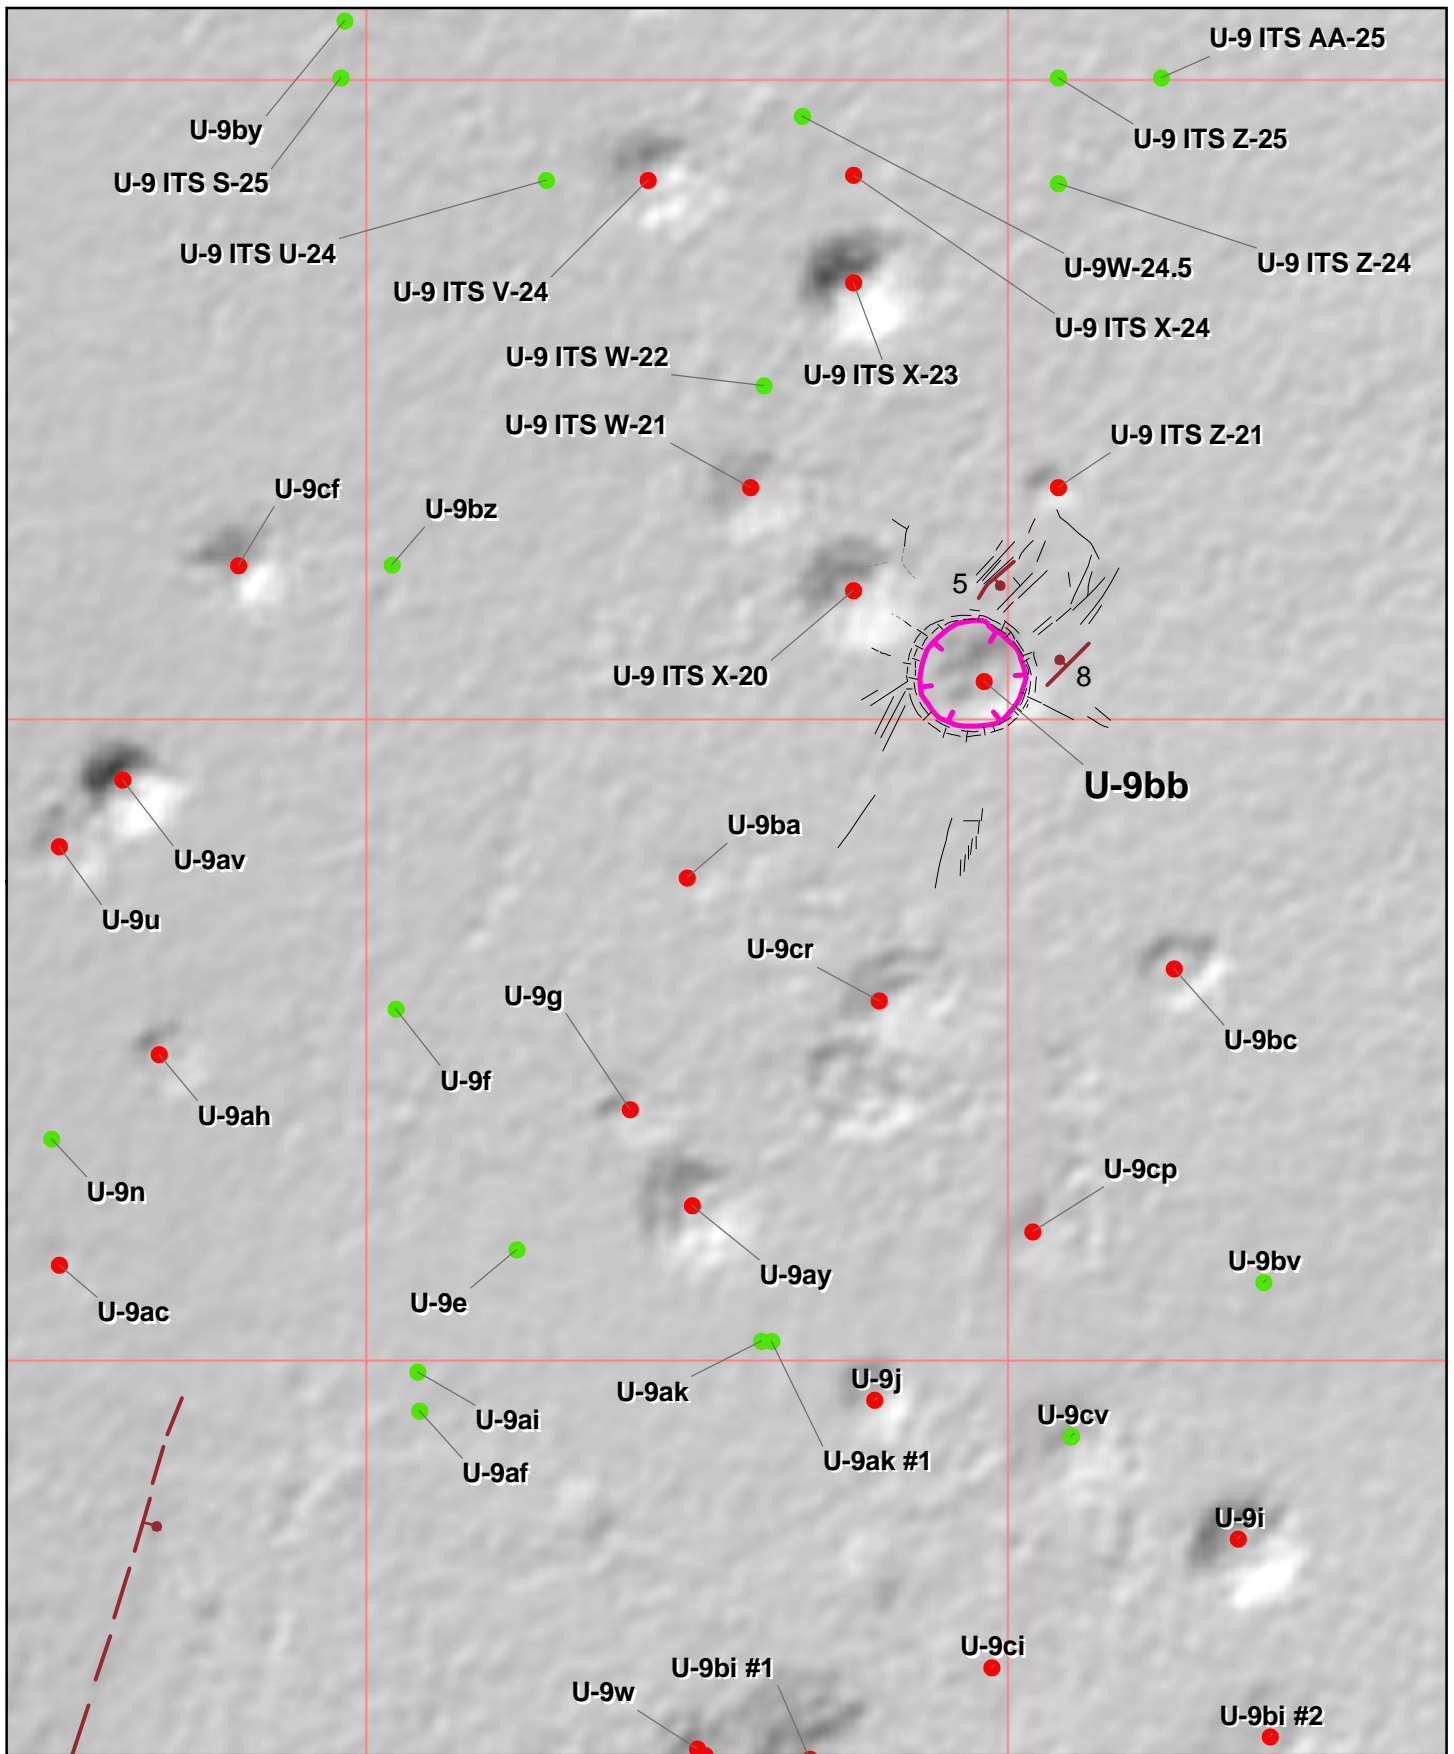 U-9 ITS AA-25
U-9by
U-9 ITS Z-25
U-9 ITS S-25
U-9 ITS U-24
U-9W-24.5
U-9 ITS Z-24
U-9 ITS V-24
U-9 ITS X-24
U-9 ITS W-22
U-9 ITS X-23
U-9 ITS W-21
U-9 ITS Z-21
U-9cf
U-9bz
5
U-9 ITS X-20
8
U-9bb
U-9ba
U-9av
U-9u
U-9cr
U-9g
U-9bc
U-9f
U-9ah
U-9cp
U-9n
U-9bv
U-9ay
U-9e
U-9ac
U-9j
U-9ak
U-9cv
U-9ai
U-9ak #1
U-9af
U-9i
U-9ci
U-9bi #1
U-9w
U-9bi #2